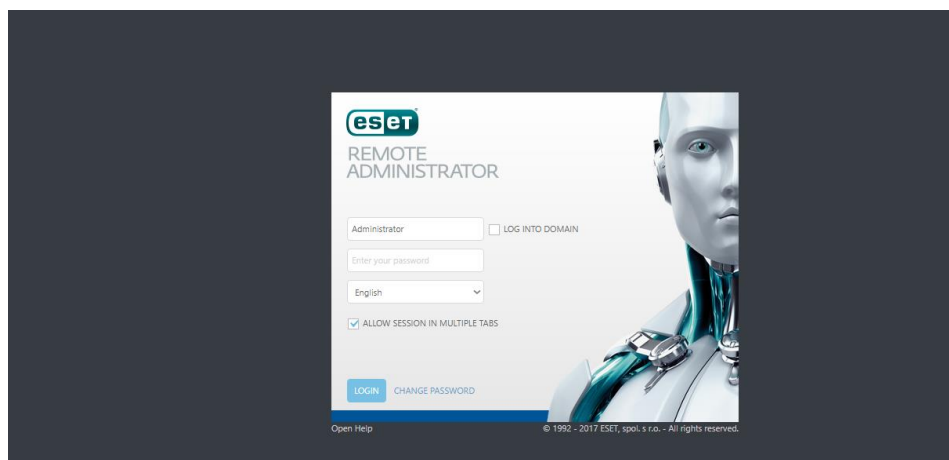 eset
REMOTE
ADMINISTRATOR
Administrator
LOG INTO DOMAIN
Enter your password
English
ALLOW SESSION IN MULTIPLE TABS
LOGIN CHANGE PASSWORD
Open Help © 1992 - 2017 ESET, spol. s r.o. - All rights reserved.